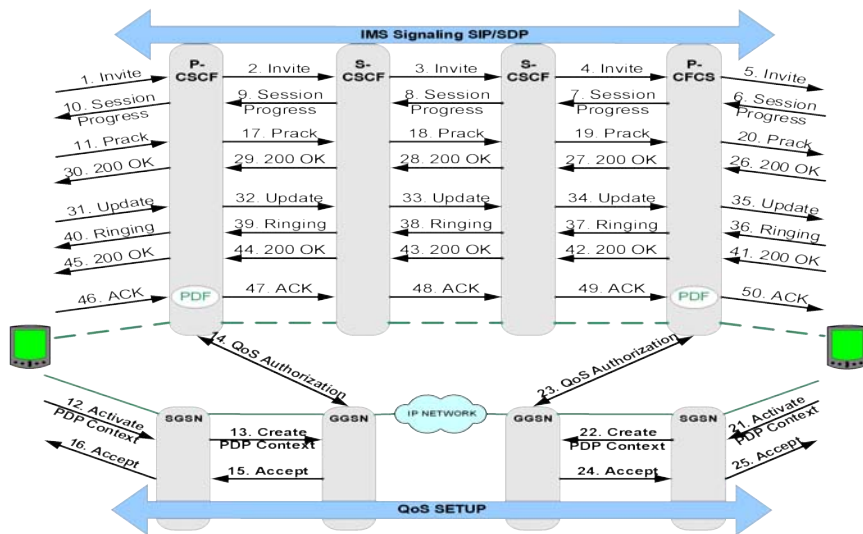 IMS Signaling SIP/SDP
P-
CSCF
S-
CSCF
S-
CSCF
P-
CFCS
1. Invite
2. Invite
3. Invite
4. Invite
5. Invite
10. Session
Progress
9. Session
Progress
8. Session
Progress
7. Session
Progress
6. Session
Progress
11. Prack
17. Prack
18. Prack
19. Prack
20. Prack
30. 200 OK
29. 200 OK
28. 200 OK
27. 200 OK
26. 200 OK
31. Update
32. Update
33. Update
34. Update
35. Update
40. Ringing
39. Ringing
38. Ringing
37. Ringing
36. Ringing
45. 200 OK
44. 200 OK
43. 200 OK
42. 200 OK
41. 200 OK
46. ACK
PDF
47. ACK
48. ACK
49. ACK
PDF
50. ACK
14. QoS Authorization
23. QoS Authorization
SGSN
GGSN
IP NETWORK
GGSN
SGSN
12. Activate
PDP Context
13. Create
PDP Context
22. Create
PDP Context
21. Activate
PDP Context
16. Accept
15. Accept
24. Accept
25. Accept
QoS SETUP